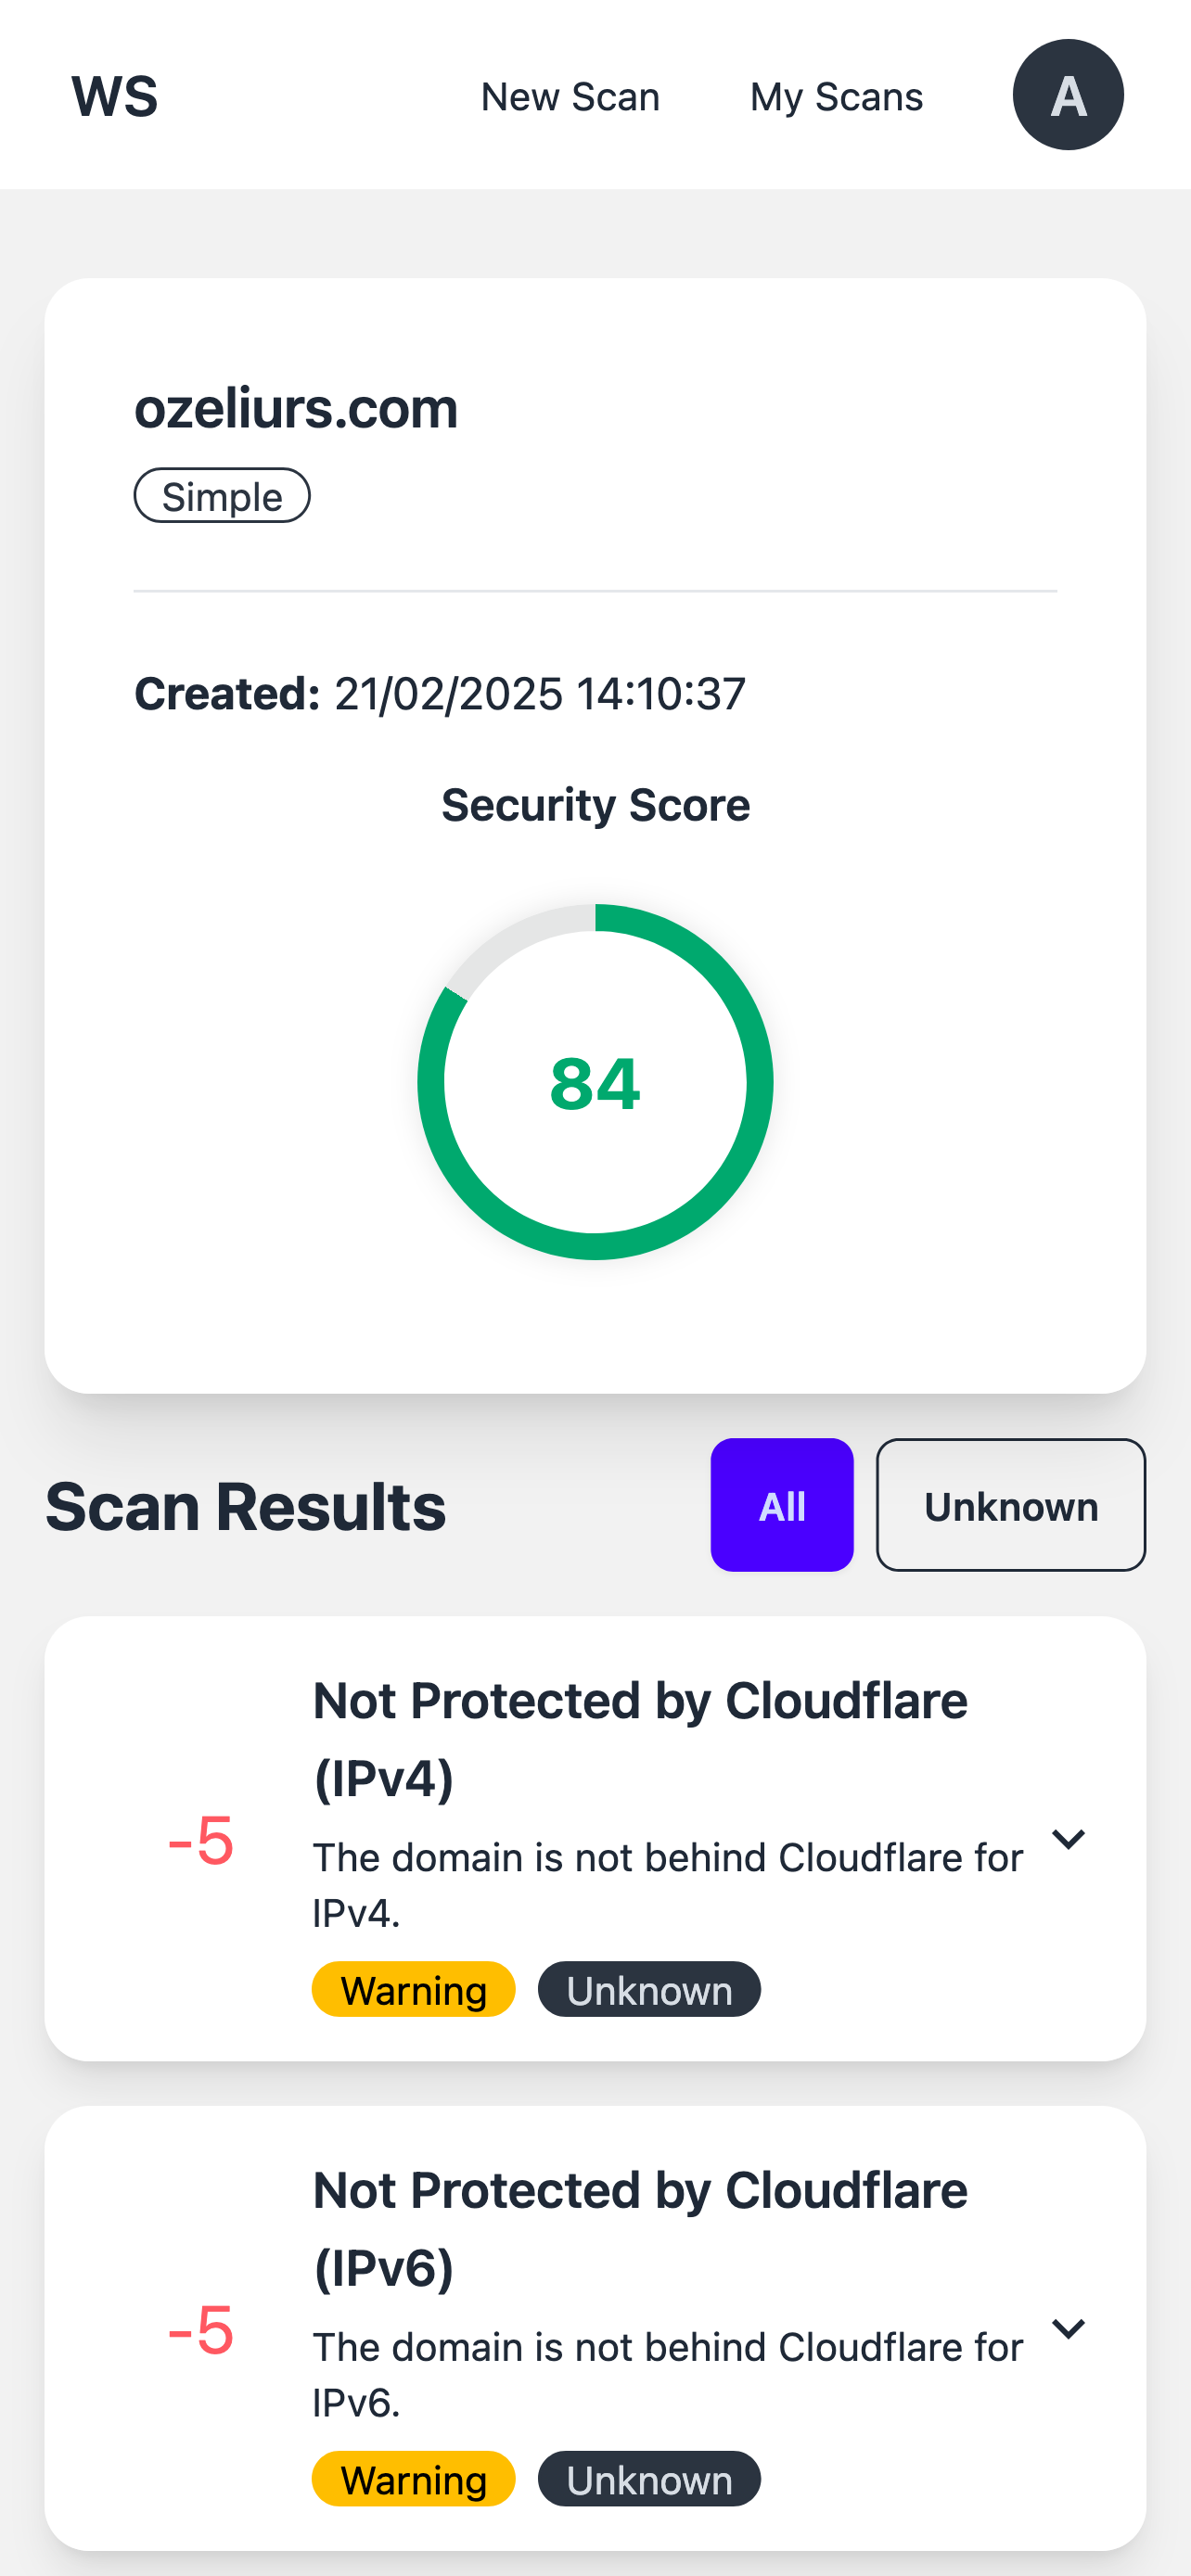 WS
New Scan
My Scans
A
ozeliurs.com
Simple
Created: 21/02/2025 14:10:37
Security Score
84
Scan Results
All
Unknown
Not Protected by Cloudflare
(IPv4)
-5
The domain is not behind Cloudflare for
IPv4.
Warning
Unknown
Not Protected by Cloudflare
(IPv6)
-5
The domain is not behind Cloudflare for
IPv6.
Warning
Unknown